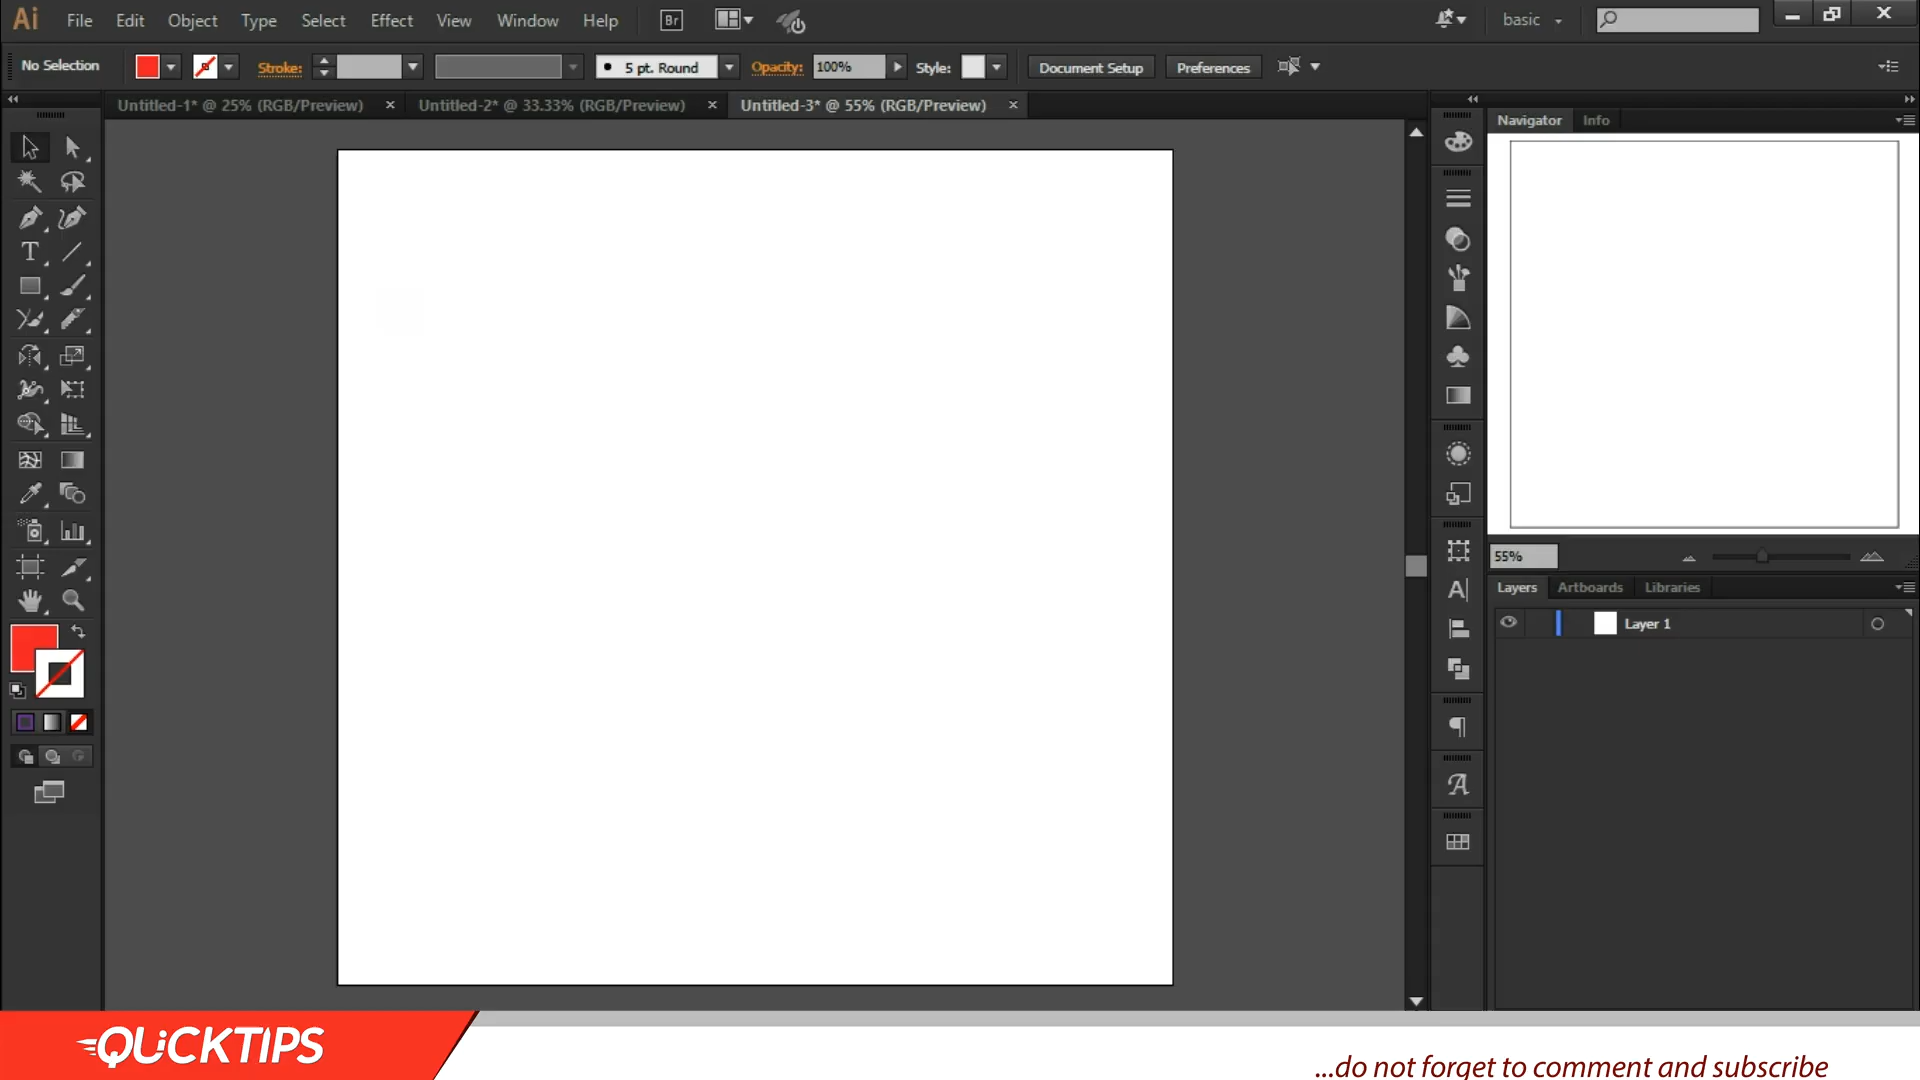 Ai File Edit Object Type Select Effect View Window Help Br basic
No Selection Stroke: 5 pt. Round Opacity: 100% Style: Document Setup Preferences
Untitled-1* @ 25% (RGB/Preview) × Untitled-2* @ 33.33% (RGB/Preview) × Untitled-3* @ 55% (RGB/Preview) ×
Navigator Info
55%
Layers Artboards Libraries
Layer 1
QUICKTIPS
...do not forget to comment and subscribe